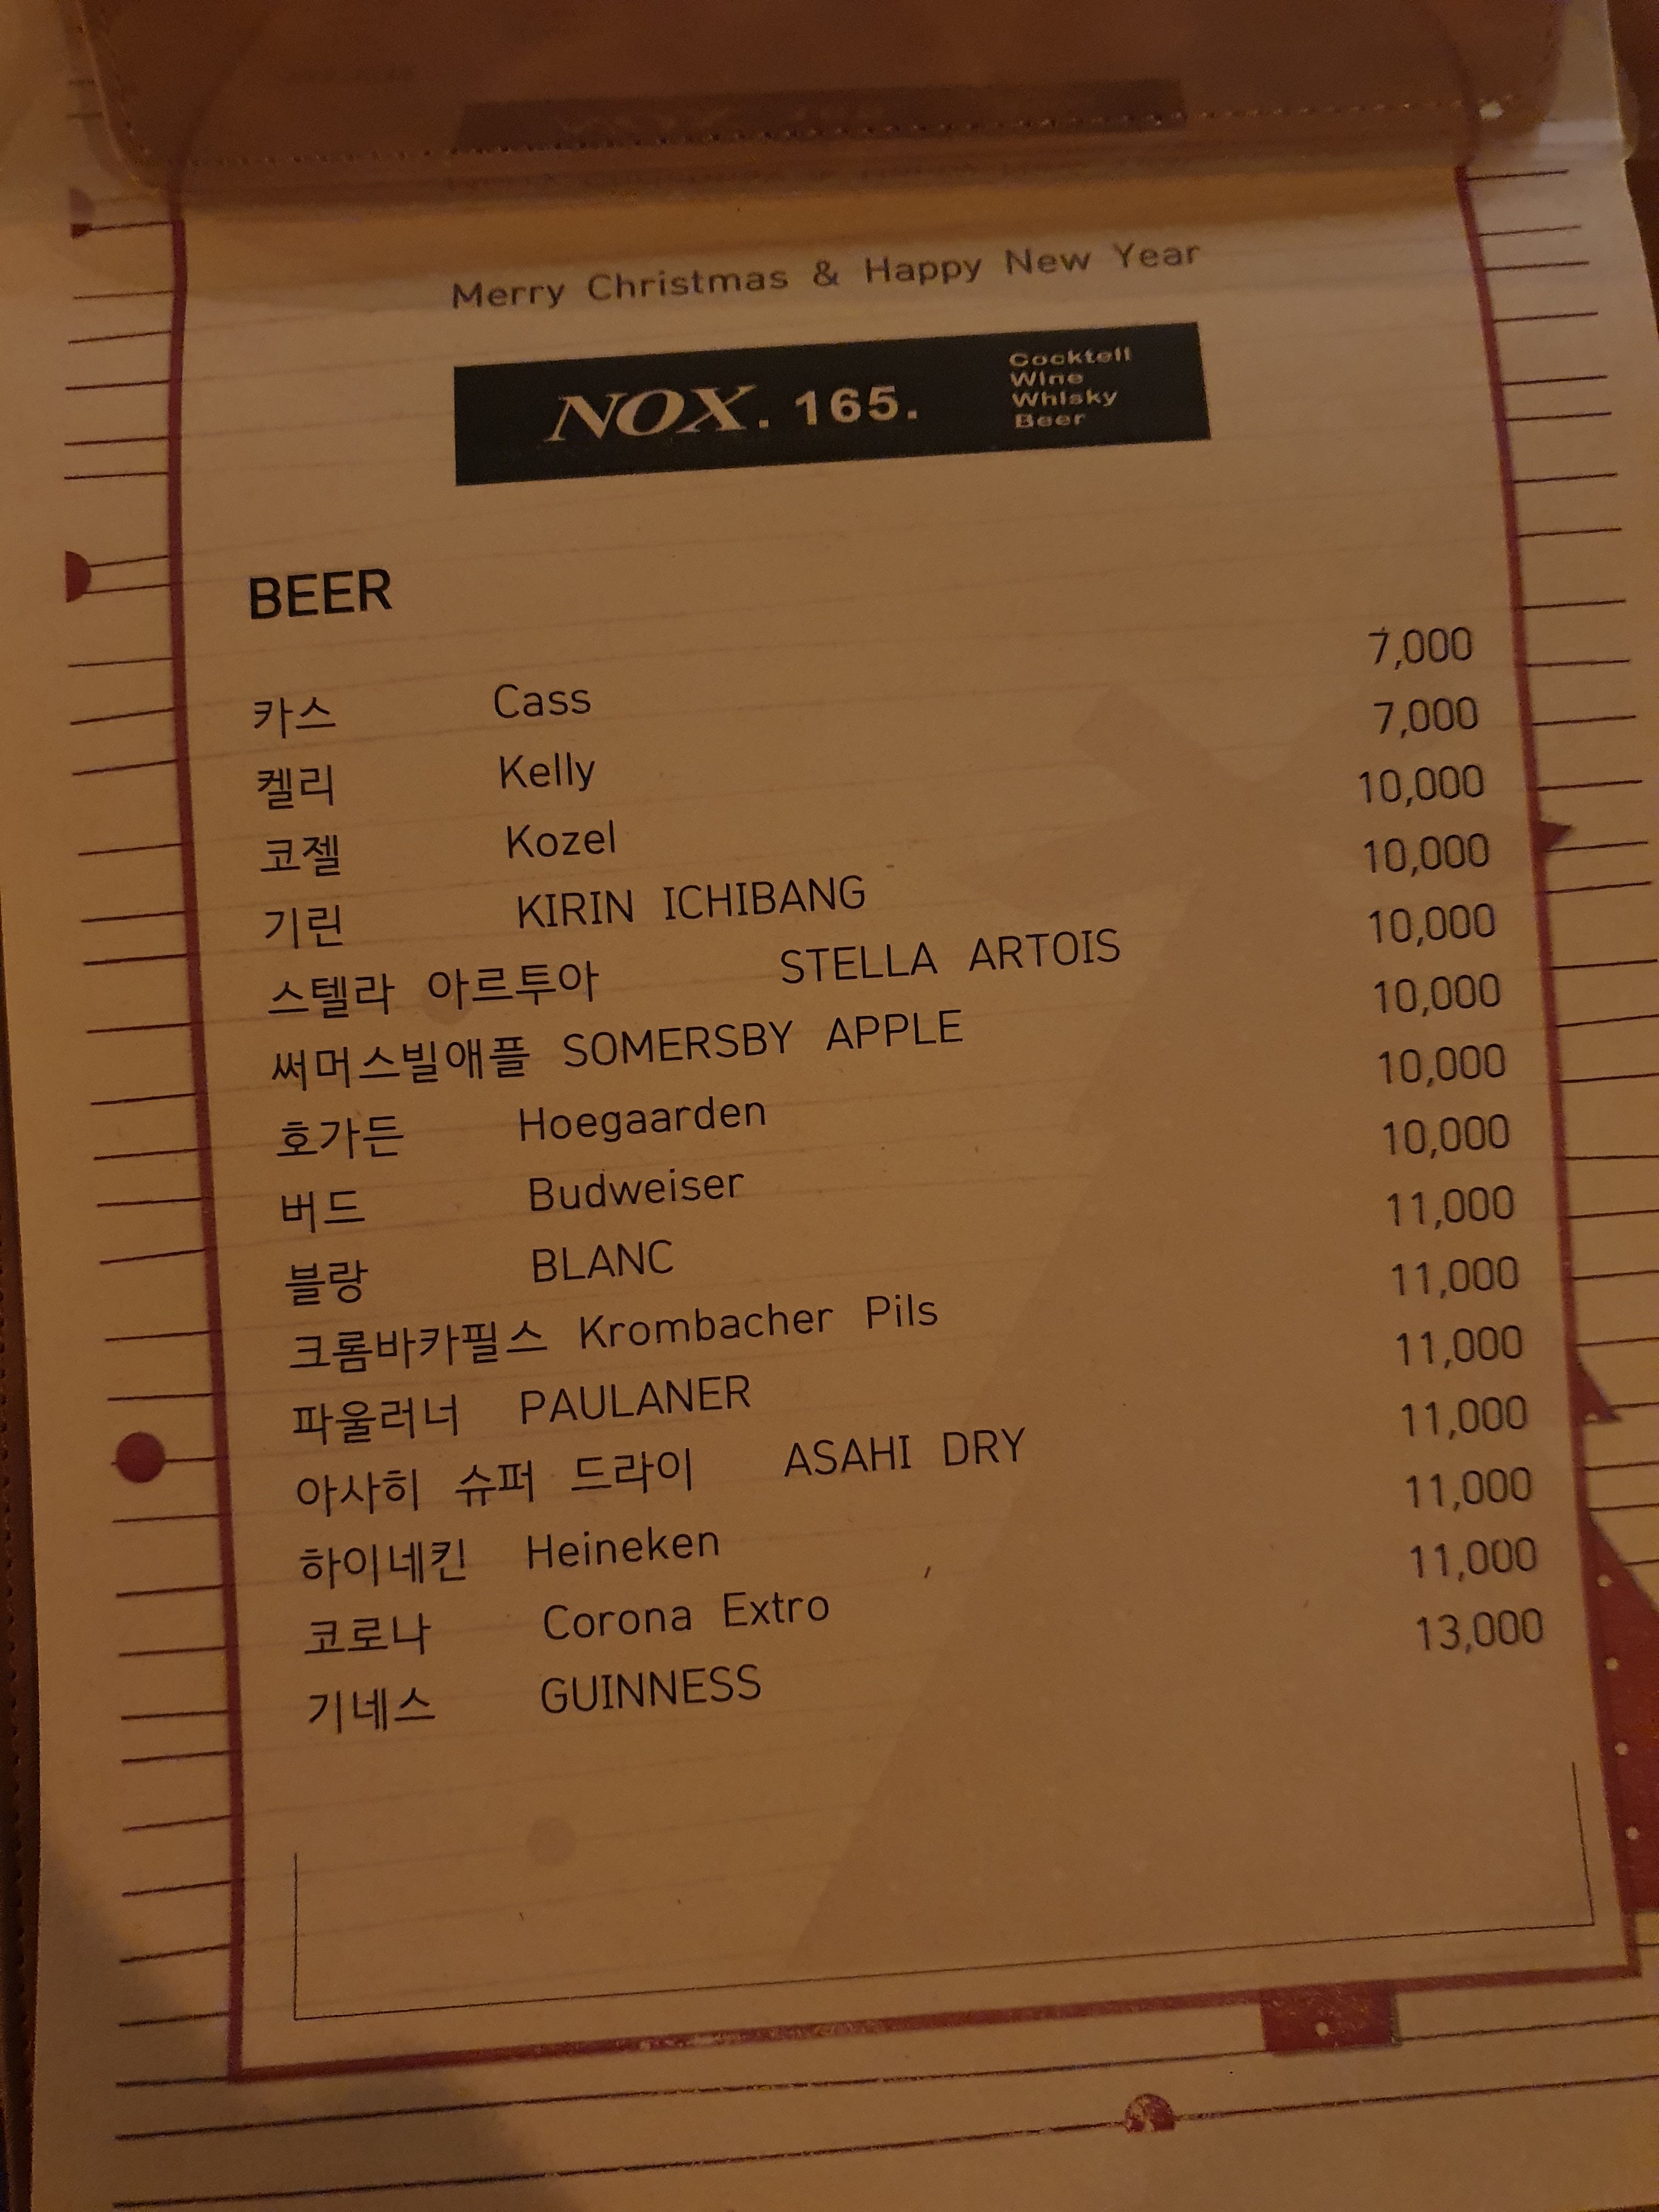 Merry Christmas & Happy New Year
NOX. 165.
Cockteil
Wine
Whisky
Beer
BEER
카스 Cass 7,000
켈리 Kelly 7,000
코젤 Kozel 10,000
기린 KIRIN ICHIBANG 10,000
스텔라 아르투아 STELLA ARTOIS 10,000
써머스빌애플 SOMERSBY APPLE 10,000
호가든 Hoegaarden 10,000
버드 Budweiser 10,000
블랑 BLANC 11,000
크롬바카필스 Krombacher Pils 11,000
파울러너 PAULANER 11,000
아사히 슈퍼 드라이 ASAHI DRY 11,000
하이네킨 Heineken 11,000
코로나 Corona Extro 11,000
기네스 GUINNESS 13,000